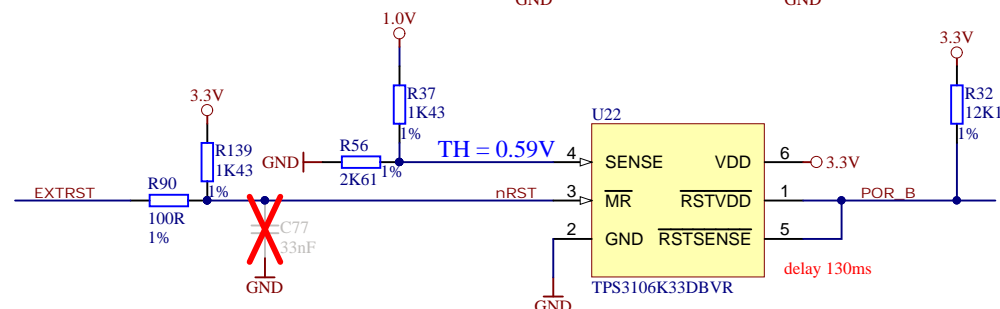 GND
GND
1.0V
3.3V
3.3V
R37
1K43
1%
R32
12K1
1%
U22
R139
1K43
1%
R56
2K61
1%
GND
TH = 0.59V
4
SENSE
VDD
6
3.3V
EXTRST
R90
100R
1%
nRST
3
MR
RSTVDD
1
POR_B
C77
33nF
GND
2
GND
RSTSENSE
5
delay 130ms
TPS3106K33DBVR
GND